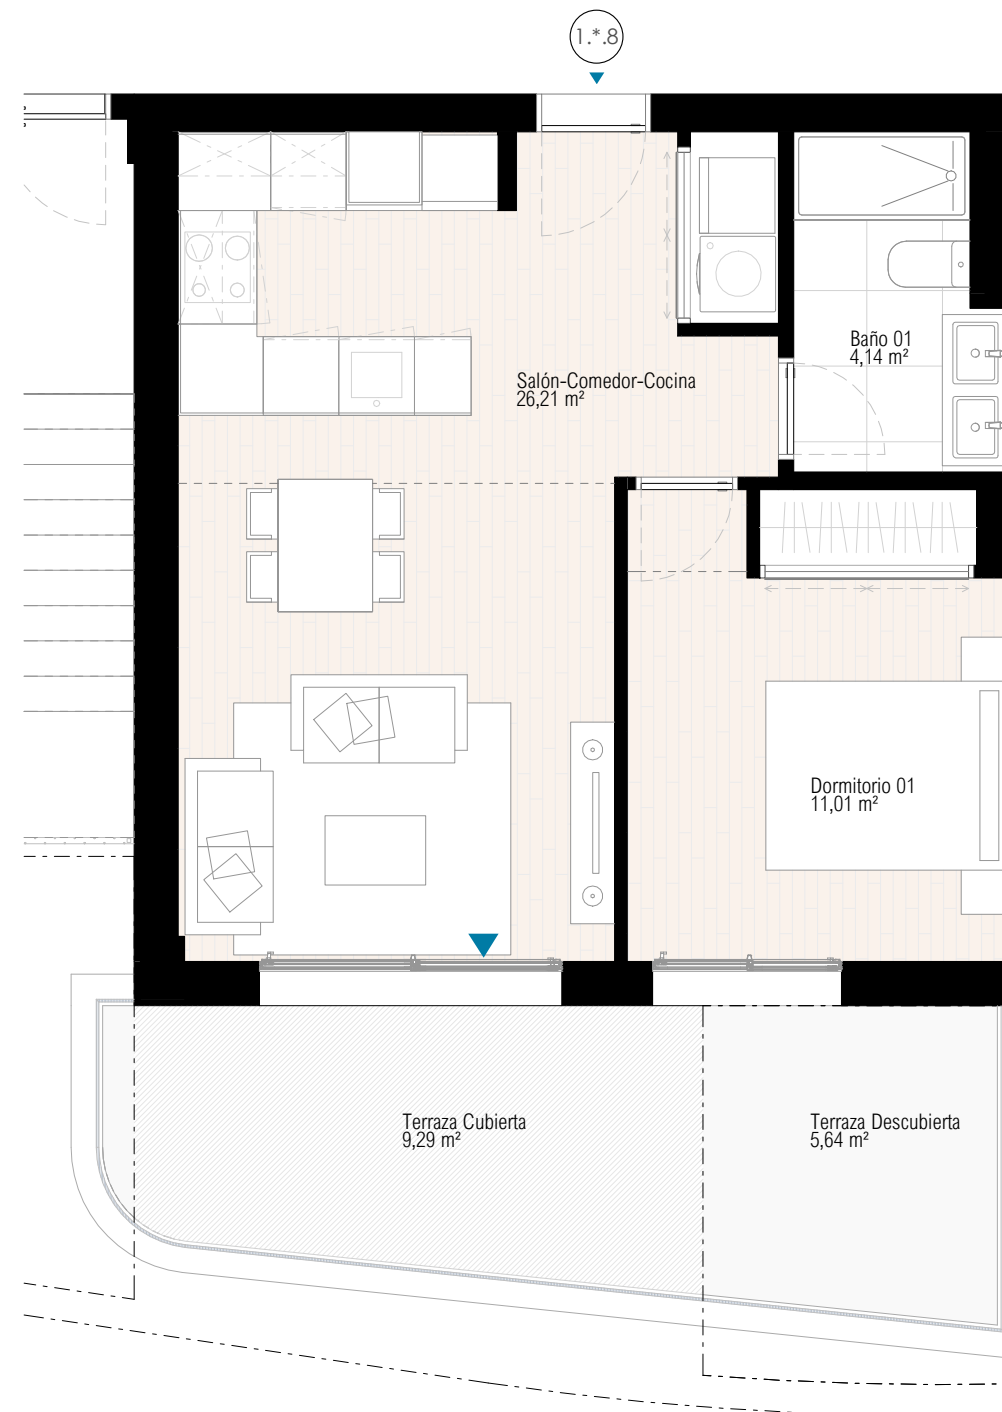 1.*.8
Baño 01
4,14 m²
Salón-Comedor-Cocina
26,21 m²
Dormitorio 01
11,01 m²
Terraza Cubierta
9,29 m²
Terraza Descubierta
5,64 m²